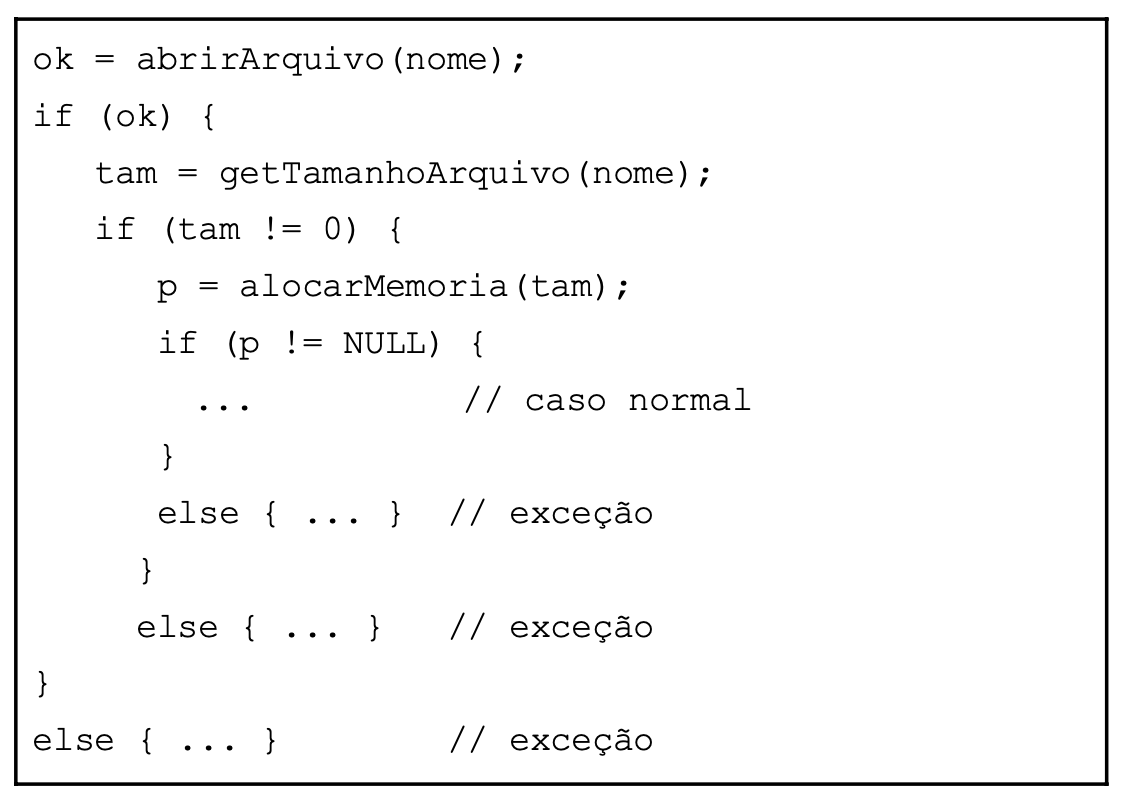 ok = abrirArquivo(nome);
if (ok) {
tam = getTamanhoArquivo(nome);
if (tam != 0) {
p = alocarMemoria(tam);
if (p != NULL) {
... // caso normal
}
else { ... } // exceção
}
else { ... } // exceção
}
else { ... } // exceção